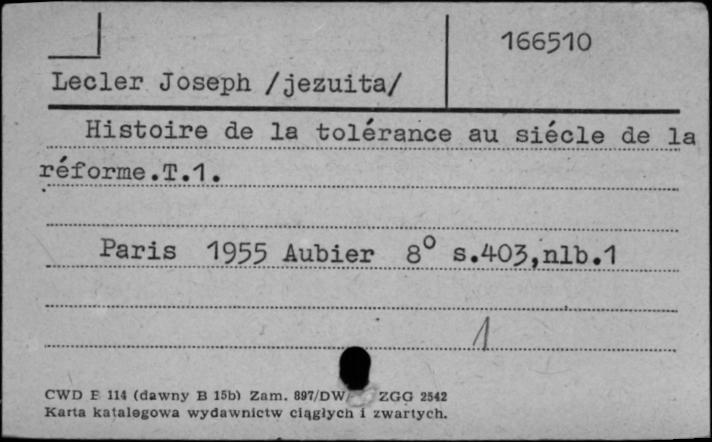 166510
Lecler Joseph /jezuita/
Histoire de la tolérance au siécle de la
réforme.T.1.
Paris 1955 Aubier 8° s.403,nlb.1
1
CWD E 114 (dawny B 15b) Zam. 897/DW/ ZGG 2542
Karta katalogowa wydawnictw ciągłych i zwartych.